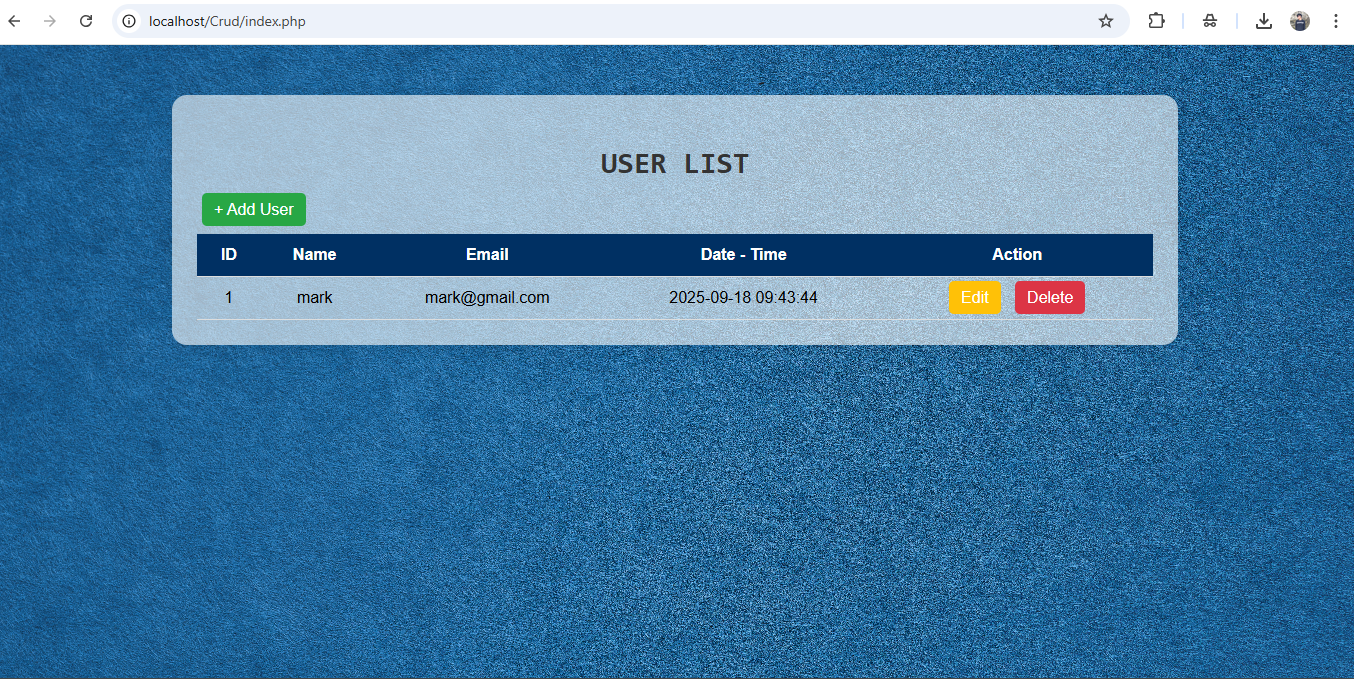 localhost/Crud/index.php
USER LIST
+ Add User
ID Name Email Date - Time Action
1 mark mark@gmail.com 2025-09-18 09:43:44 Edit Delete